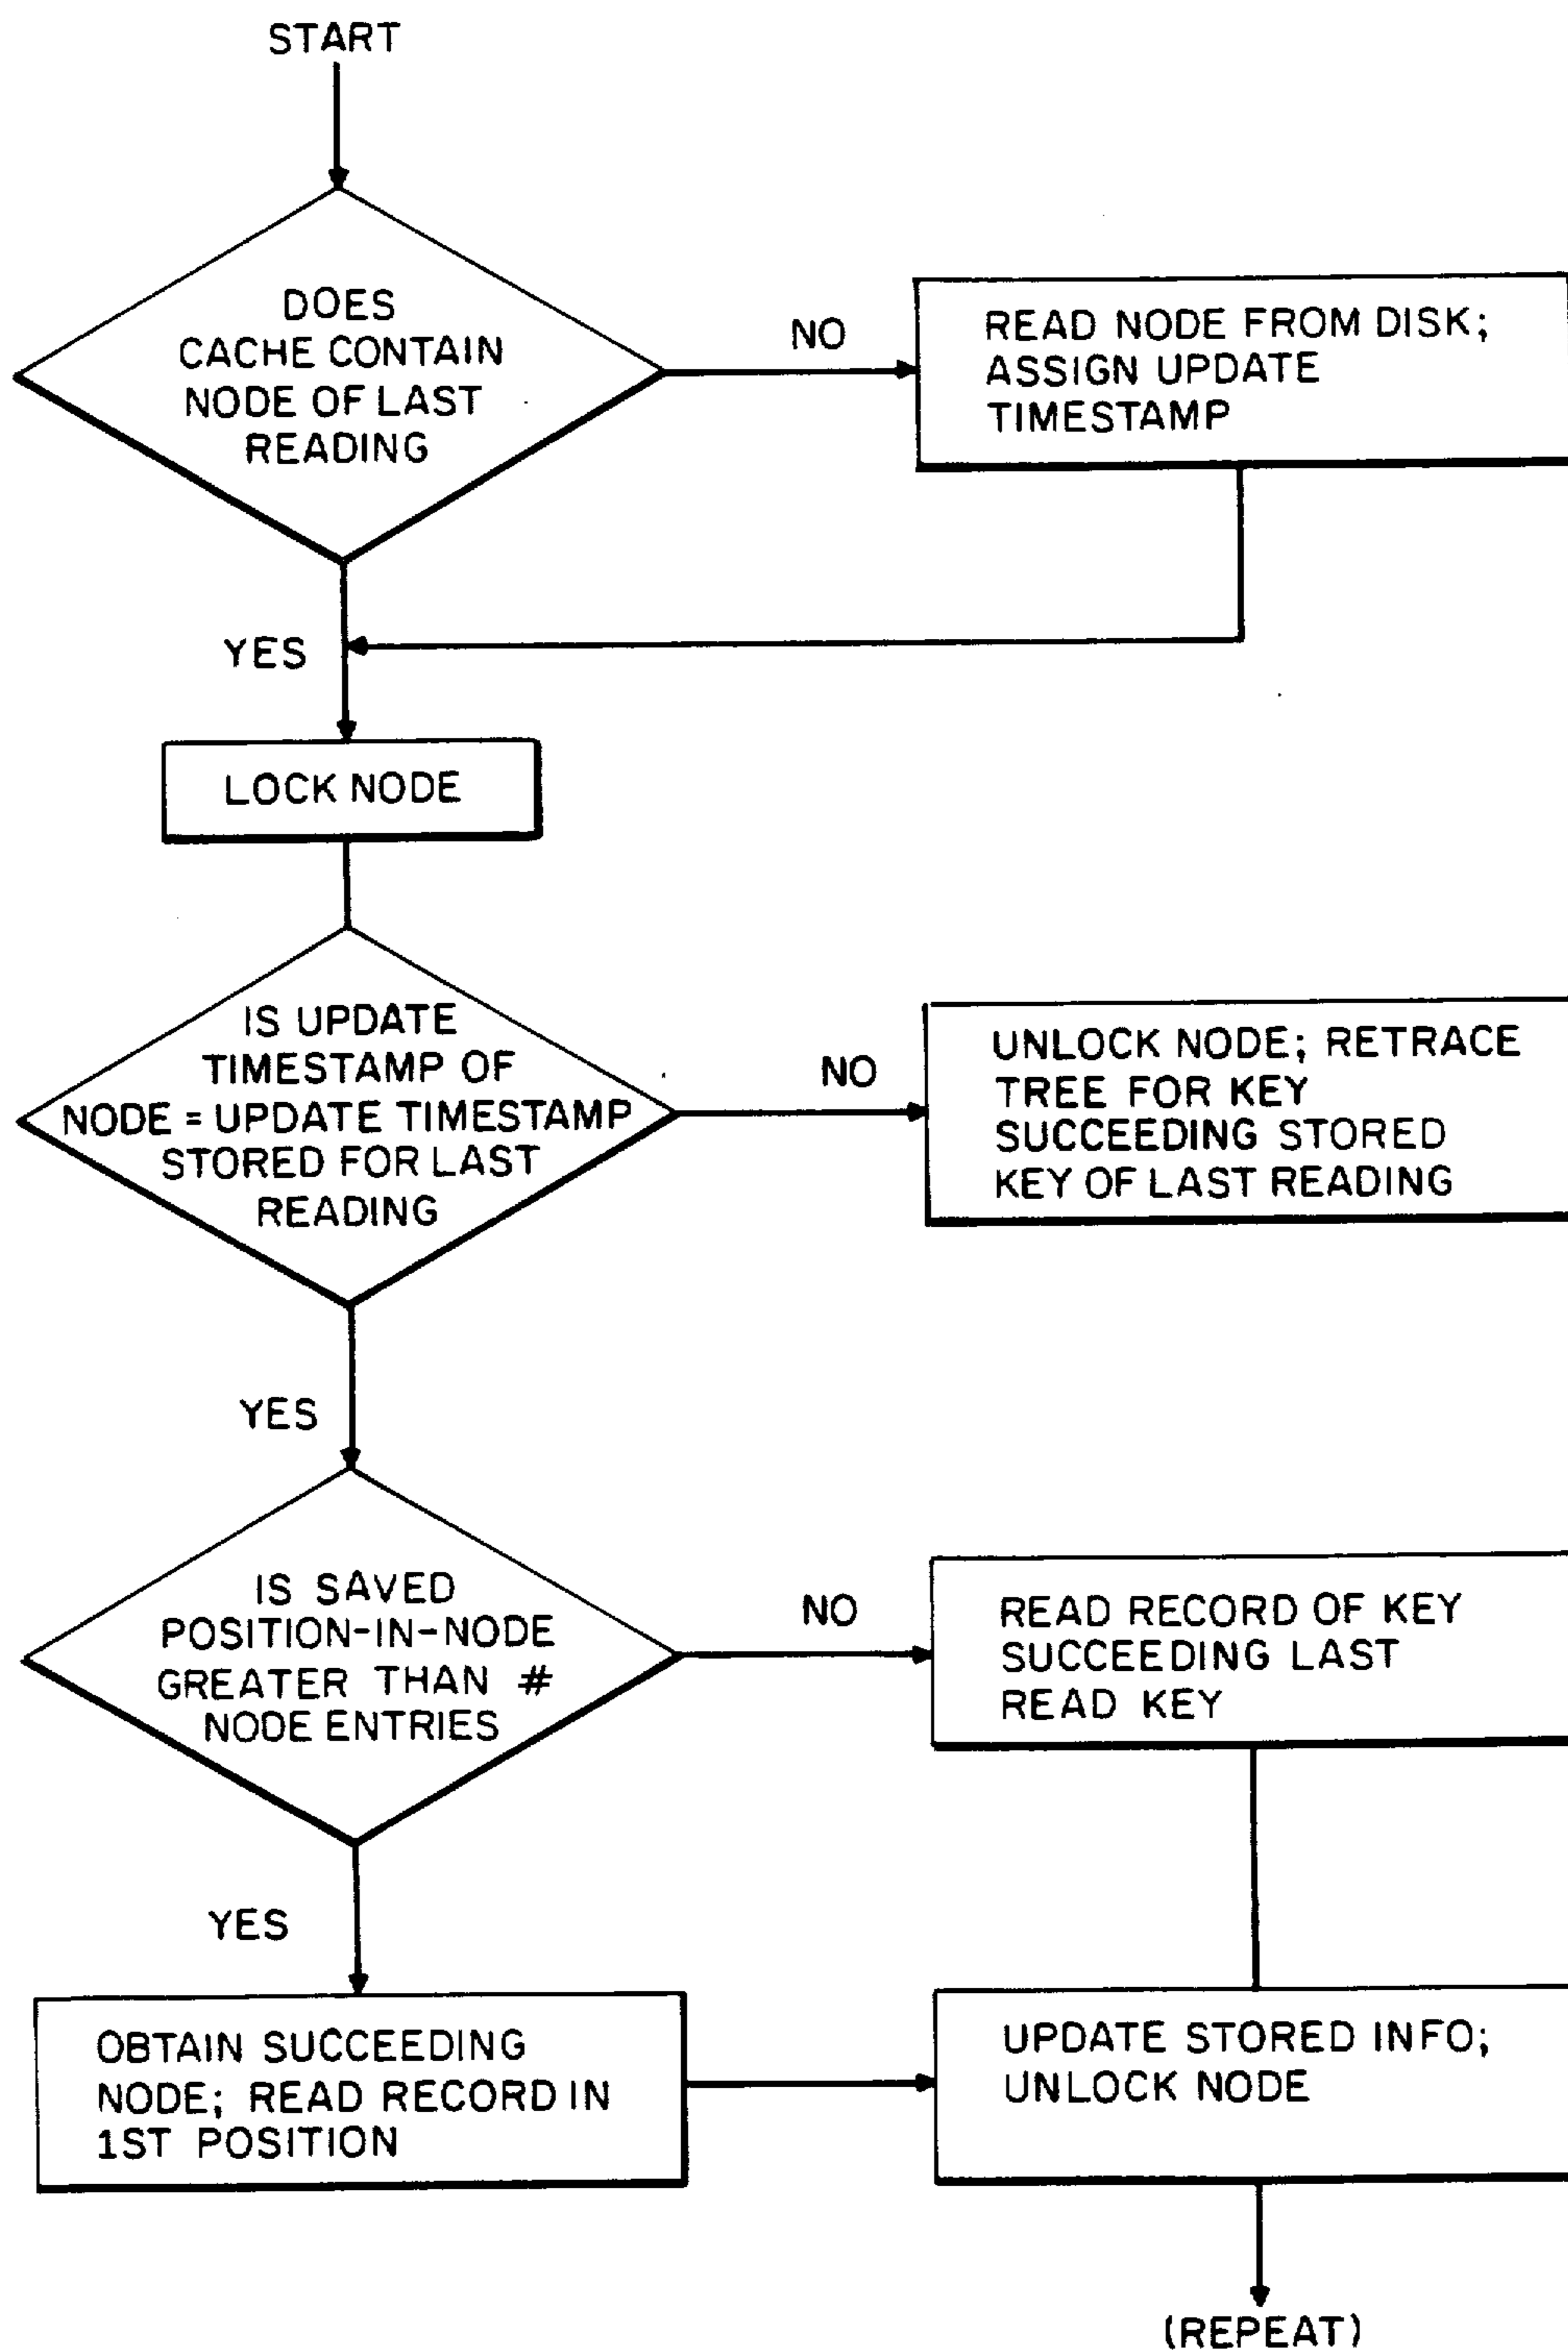 START
DOES
CACHE CONTAIN
NODE OF LAST
READING
NO
READ NODE FROM DISK;
ASSIGN UPDATE
TIMESTAMP
YES
LOCK NODE
IS UPDATE
TIMESTAMP OF
NODE = UPDATE TIMESTAMP
STORED FOR LAST
READING
NO
UNLOCK NODE; RETRACE
TREE FOR KEY
SUCCEEDING STORED
KEY OF LAST READING
YES
IS SAVED
POSITION-IN-NODE
GREATER THAN #
NODE ENTRIES
NO
READ RECORD OF KEY
SUCCEEDING LAST
READ KEY
YES
OBTAIN SUCCEEDING
NODE; READ RECORD IN
1ST POSITION
UPDATE STORED INFO;
UNLOCK NODE
(REPEAT)